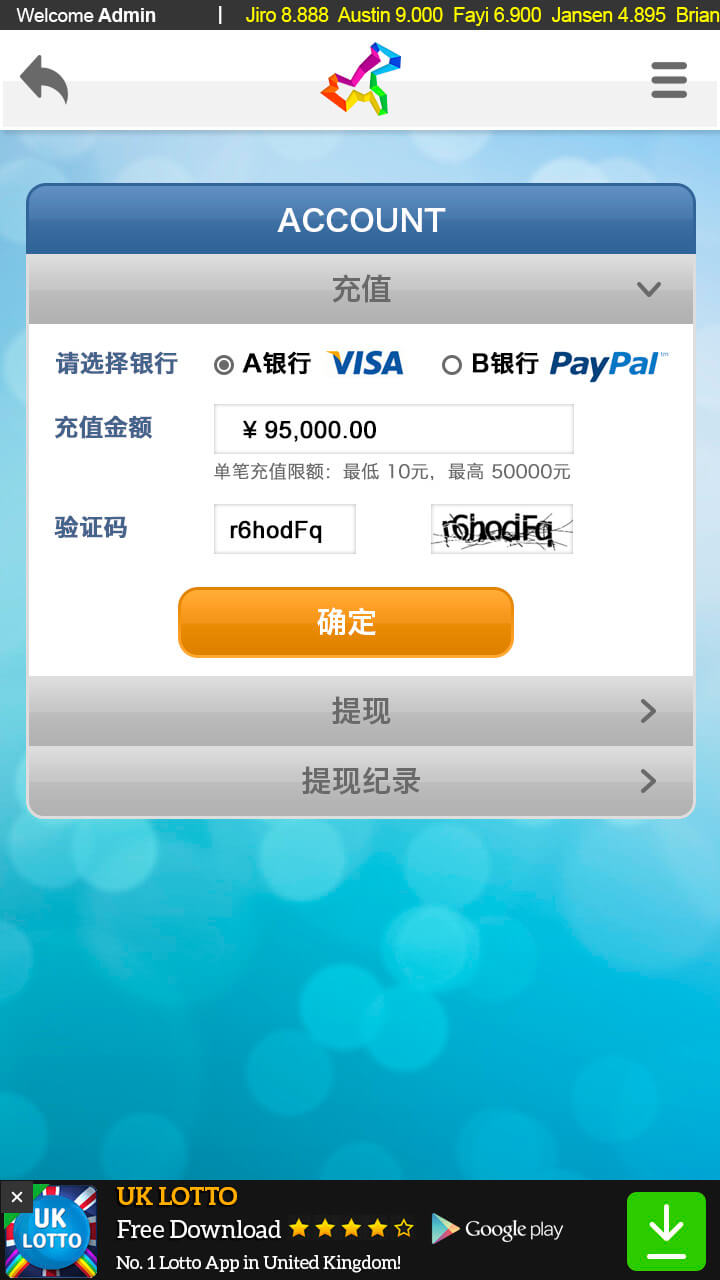 Welcome Admin | Jiro 8.888 Austin 9.000 Fayi 6.900 Jansen 4.895 Brian
ACCOUNT
充值
请选择银行 A银行 VISA B银行 PayPal™
充值金额 ¥ 95,000.00
单笔充值限额：最低 10元，最高 50000元
验证码 r6hodFq r6hodFq
确定
提现
提现纪录
UK LOTTO
UK LOTTO
Free Download Google play
No. 1 Lotto App in United Kingdom!